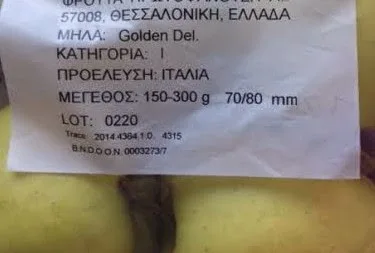 57008, ΘΕΣΣΑΛΟΝΙΚΗ, ΕΛΛΑΔΑ
ΜΗΛΑ: Golden Del.
ΚΑΤΗΓΟΡΙΑ: Ι
ΠΡΟΕΛΕΥΣΗ: ΙΤΑΛΙΑ
ΜΕΓΕΘΟΣ: 150-300 g 70/80 mm
LOT: 0220
Trace: 2014.4364.1.0. 4315
B.N.D.O.O.N. 0003273/7